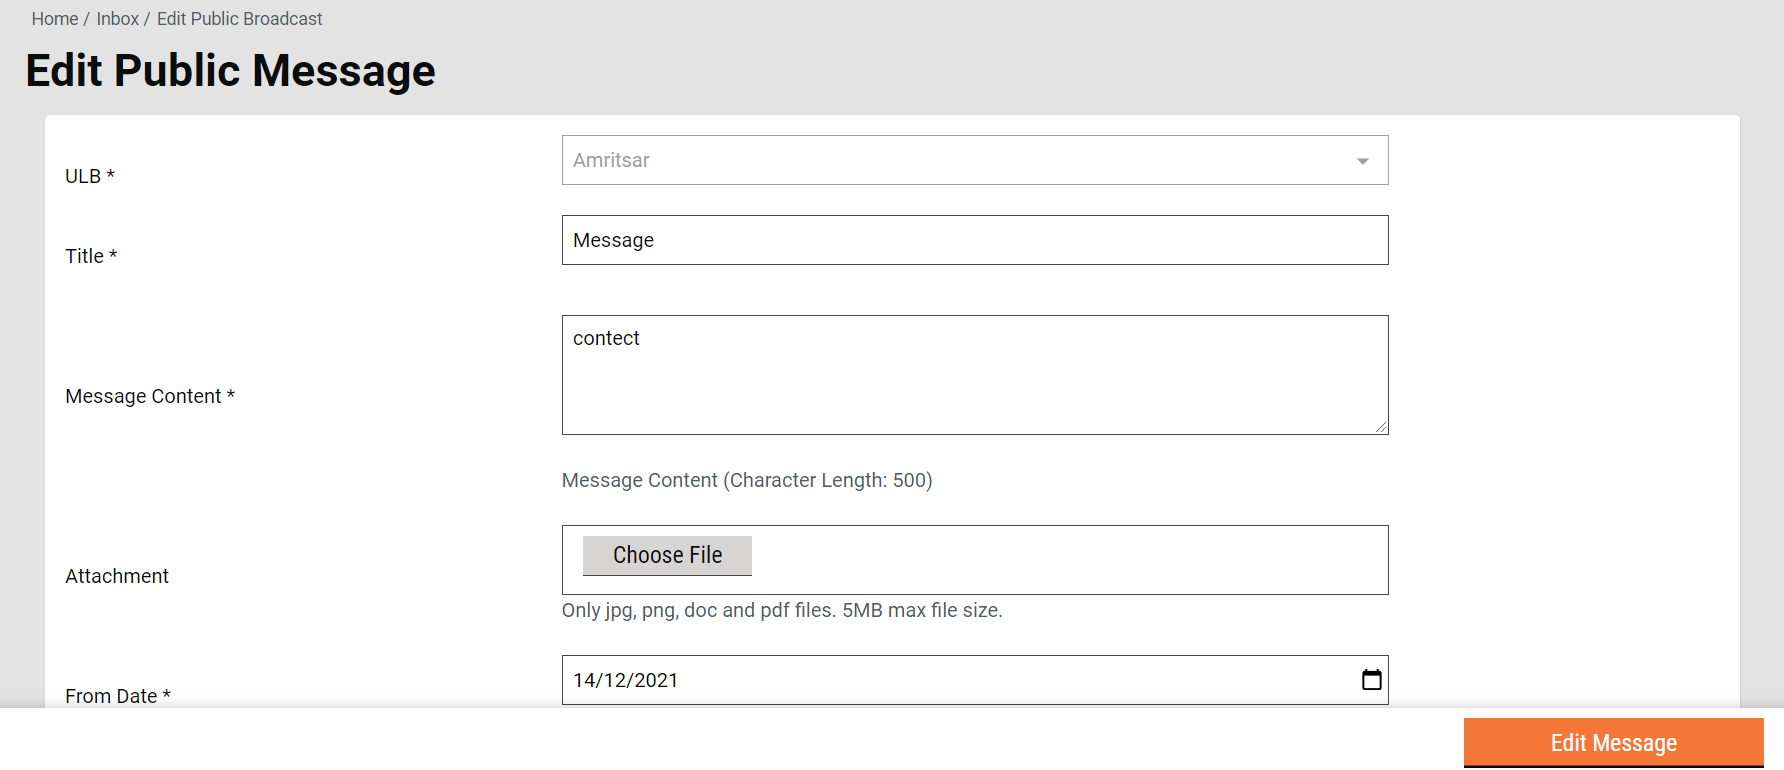 Home / Inbox / Edit Public Broadcast
Edit Public Message
ULB *
Amritsar
Title *
Message
Message Content *
contect
Message Content (Character Length: 500)
Attachment
Choose File
Only jpg, png, doc and pdf files. 5MB max file size.
From Date *
14/12/2021
Edit Message